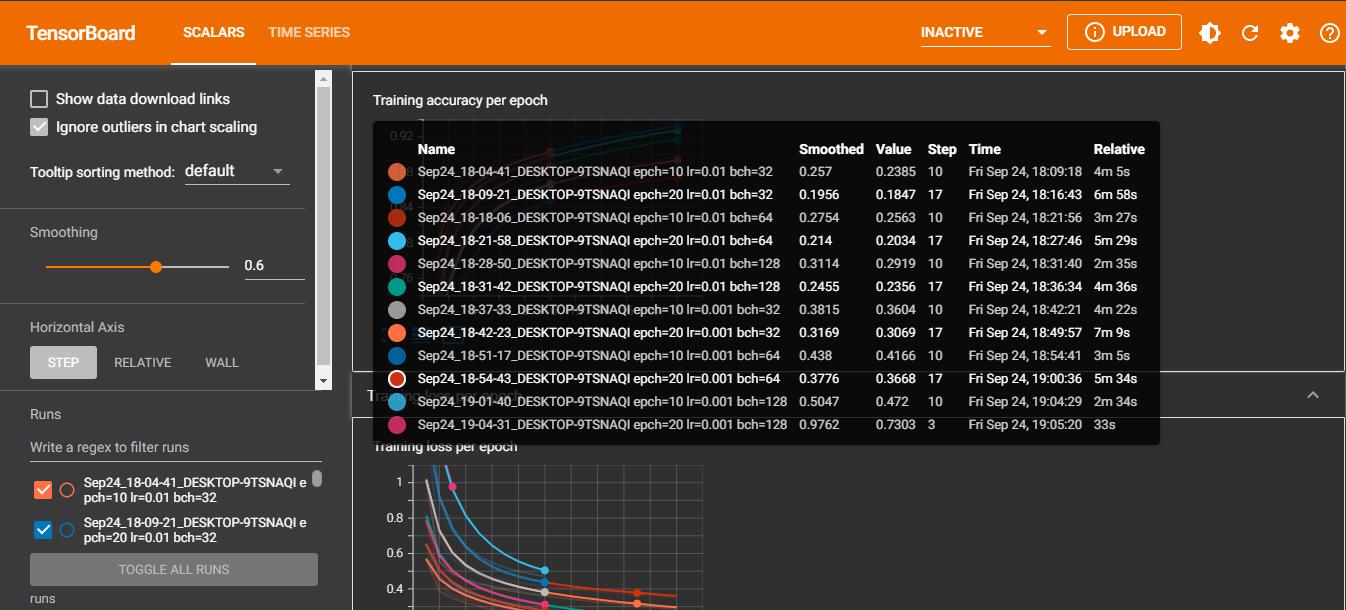 TensorBoard SCALARS TIME SERIES INACTIVE UPLOAD
Show data download links
Ignore outliers in chart scaling
Tooltip sorting method: default
Smoothing
0.6
Horizontal Axis
STEP RELATIVE WALL
Runs
Write a regex to filter runs
Sep24_18-04-41_DESKTOP-9TSNAQI e
pch=10 lr=0.01 bch=32
Sep24_18-09-21_DESKTOP-9TSNAQI e
pch=20 lr=0.01 bch=32
TOGGLE ALL RUNS
runs
Training accuracy per epoch
0.92
Name Smoothed Value Step Time Relative
Sep24_18-04-41_DESKTOP-9TSNAQI epch=10 lr=0.01 bch=32 0.257 0.2385 10 Fri Sep 24, 18:09:18 4m 5s
Sep24_18-09-21_DESKTOP-9TSNAQI epch=20 lr=0.01 bch=32 0.1956 0.1847 17 Fri Sep 24, 18:16:43 6m 58s
Sep24_18-18-06_DESKTOP-9TSNAQI epch=10 lr=0.01 bch=64 0.2754 0.2563 10 Fri Sep 24, 18:21:56 3m 27s
Sep24_18-21-58_DESKTOP-9TSNAQI epch=20 lr=0.01 bch=64 0.214 0.2034 17 Fri Sep 24, 18:27:46 5m 29s
Sep24_18-28-50_DESKTOP-9TSNAQI epch=10 lr=0.01 bch=128 0.3114 0.2919 10 Fri Sep 24, 18:31:40 2m 35s
Sep24_18-31-42_DESKTOP-9TSNAQI epch=20 lr=0.01 bch=128 0.2455 0.2356 17 Fri Sep 24, 18:36:34 4m 36s
Sep24_18-37-33_DESKTOP-9TSNAQI epch=10 lr=0.001 bch=32 0.3815 0.3604 10 Fri Sep 24, 18:42:21 4m 22s
Sep24_18-42-23_DESKTOP-9TSNAQI epch=20 lr=0.001 bch=32 0.3169 0.3069 17 Fri Sep 24, 18:49:57 7m 9s
Sep24_18-51-17_DESKTOP-9TSNAQI epch=10 lr=0.001 bch=64 0.438 0.4166 10 Fri Sep 24, 18:54:41 3m 5s
Sep24_18-54-43_DESKTOP-9TSNAQI epch=20 lr=0.001 bch=64 0.3776 0.3668 17 Fri Sep 24, 19:00:36 5m 34s
Sep24_19-01-40_DESKTOP-9TSNAQI epch=10 lr=0.001 bch=128 0.5047 0.472 10 Fri Sep 24, 19:04:29 2m 34s
Sep24_19-04-31_DESKTOP-9TSNAQI epch=20 lr=0.001 bch=128 0.9762 0.7303 3 Fri Sep 24, 19:05:20 33s
Training loss per epoch
1
0.8
0.6
0.4